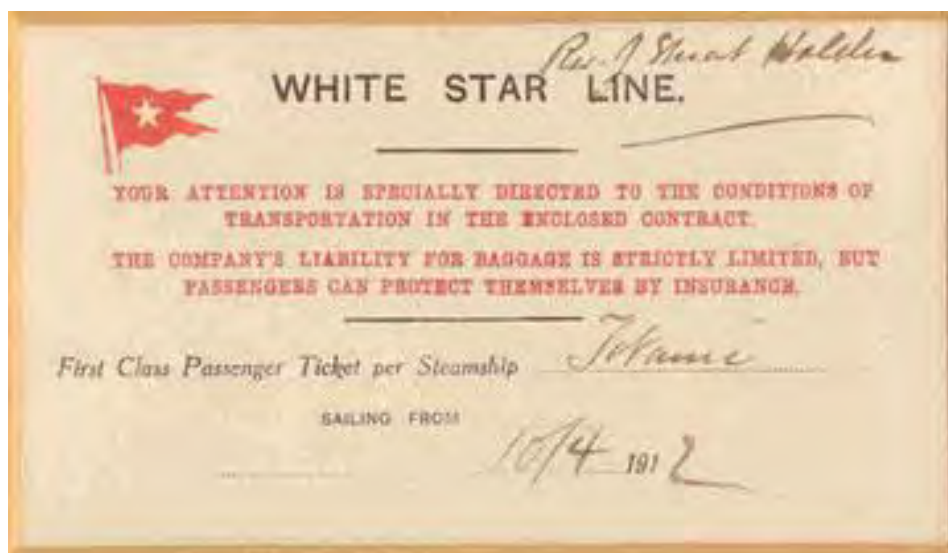 Rev. J Stuart Holden
WHITE STAR LINE.
YOUR ATTENTION IS SPECIALLY DIRECTED TO THE CONDITIONS OF
TRANSPORTATION IN THE ENCLOSED CONTRACT.
THE COMPANY'S LIABILITY FOR BAGGAGE IS STRICTLY LIMITED, BUT
PASSENGERS CAN PROTECT THEMSELVES BY INSURANCE.
First Class Passenger Ticket per Steamship Titanic
SAILING FROM
10/4 1912